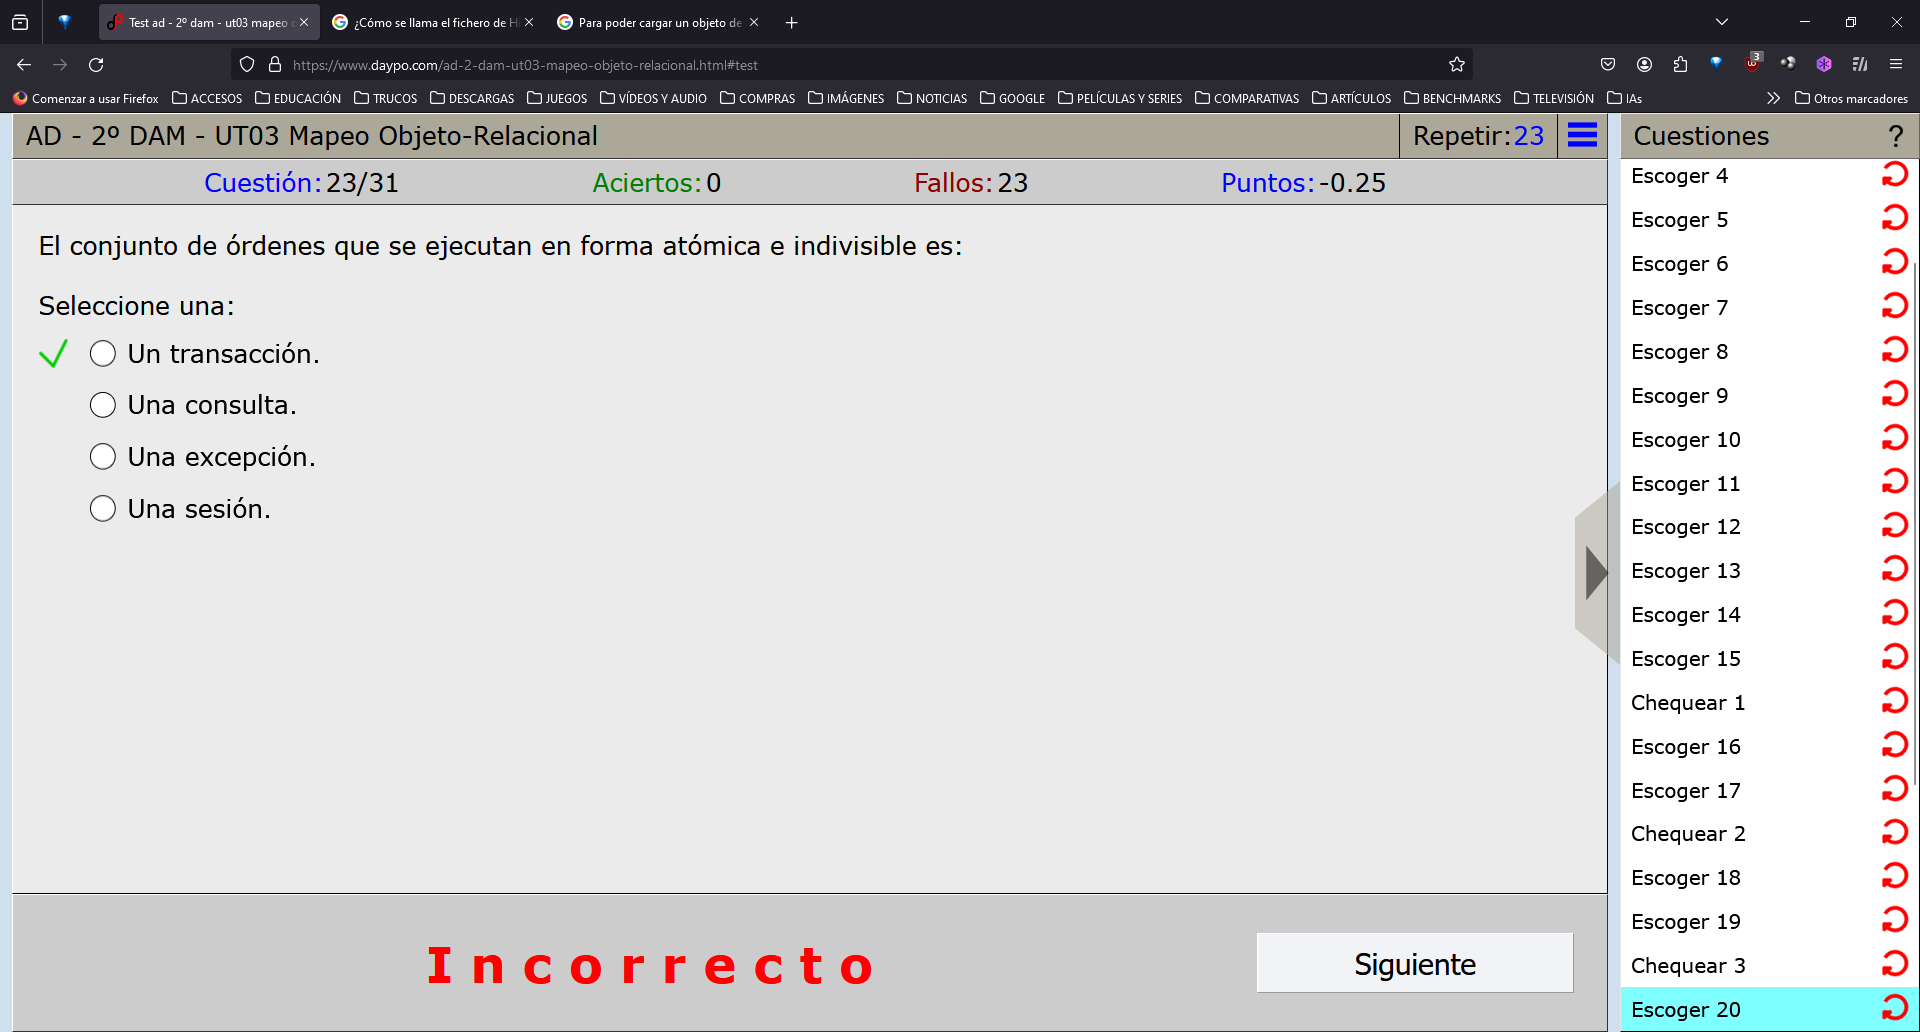 Test ad - 2º dam - ut03 mapeo
¿Cómo se llama el fichero de Hi
Para poder cargar un objeto de
https://www.daypo.com/ad-2-dam-ut03-mapeo-objeto-relacional.html#test
3
Comenzar a usar Firefox
ACCESOS
EDUCACIÓN
TRUCOS
DESCARGAS
JUEGOS
VÍDEOS Y AUDIO
COMPRAS
IMÁGENES
NOTICIAS
GOOGLE
PELÍCULAS Y SERIES
COMPARATIVAS
ARTÍCULOS
BENCHMARKS
TELEVISIÓN
IAs
Otros marcadores
AD - 2º DAM - UT03 Mapeo Objeto-Relacional
Repetir:23
Cuestiones
?
Cuestión:23/31
Aciertos:0
Fallos:23
Puntos:-0.25
El conjunto de órdenes que se ejecutan en forma atómica e indivisible es:
Seleccione una:
Un transacción.
Una consulta.
Una excepción.
Una sesión.
Incorrecto
Siguiente
Escoger 4
Escoger 5
Escoger 6
Escoger 7
Escoger 8
Escoger 9
Escoger 10
Escoger 11
Escoger 12
Escoger 13
Escoger 14
Escoger 15
Chequear 1
Escoger 16
Escoger 17
Chequear 2
Escoger 18
Escoger 19
Chequear 3
Escoger 20